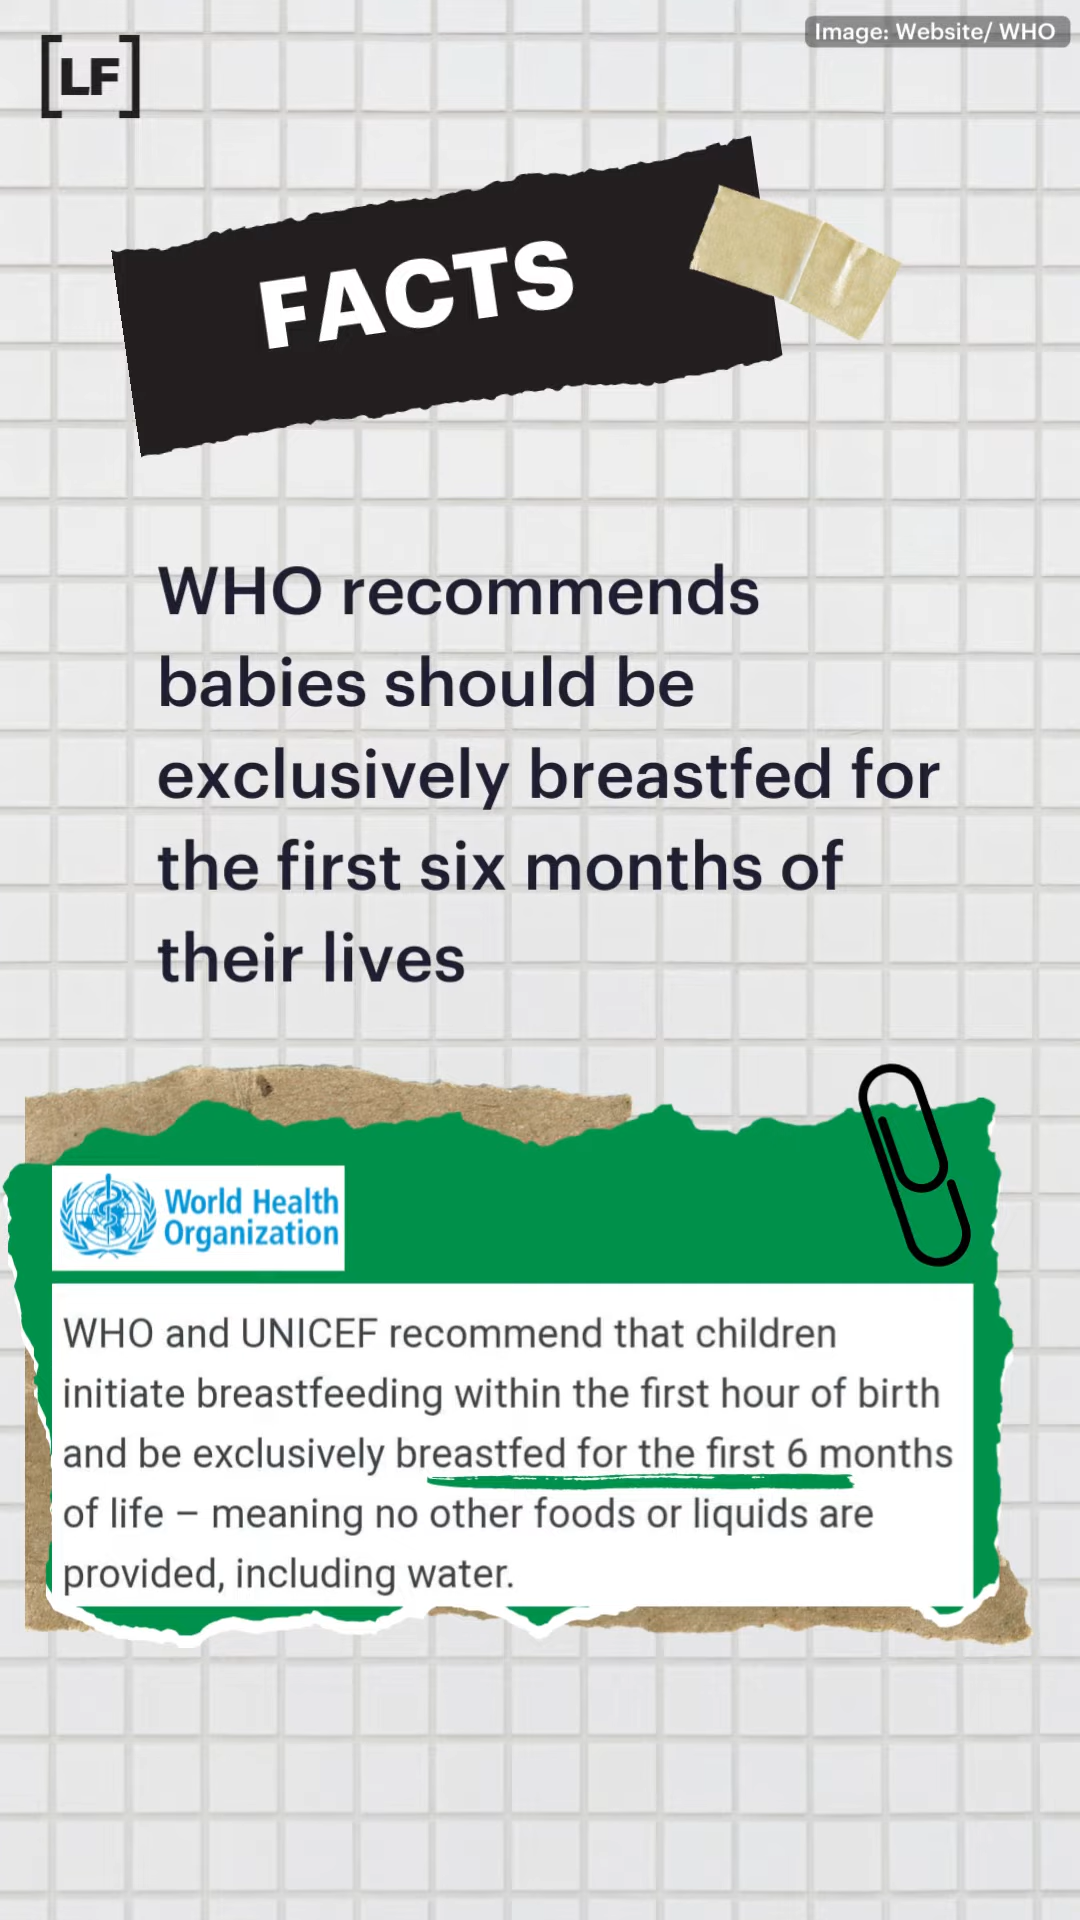 Image: Website/ WHO
[LF]
FACTS
WHO recommends
babies should be
exclusively breastfed for
the first six months of
their lives
World Health
Organization
WHO and UNICEF recommend that children
initiate breastfeeding within the first hour of birth
and be exclusively breastfed for the first 6 months
of life – meaning no other foods or liquids are
provided, including water.